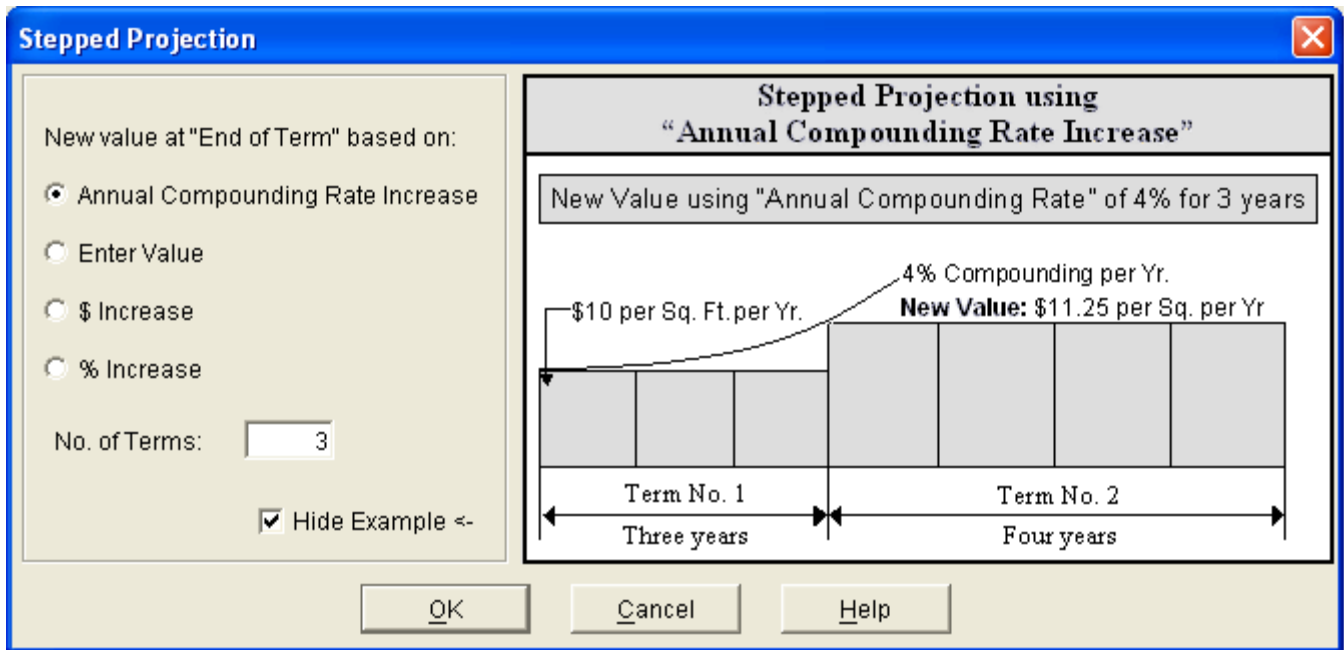 Stepped Projection
New value at "End of Term" based on:
Annual Compounding Rate Increase
Enter Value
$ Increase
% Increase
No. of Terms: 3
Hide Example <-
Stepped Projection using
“Annual Compounding Rate Increase”
New Value using "Annual Compounding Rate" of 4% for 3 years
4% Compounding per Yr.
$10 per Sq. Ft. per Yr.
New Value: $11.25 per Sq. per Yr
Term No. 1
Three years
Term No. 2
Four years
OK
Cancel
Help